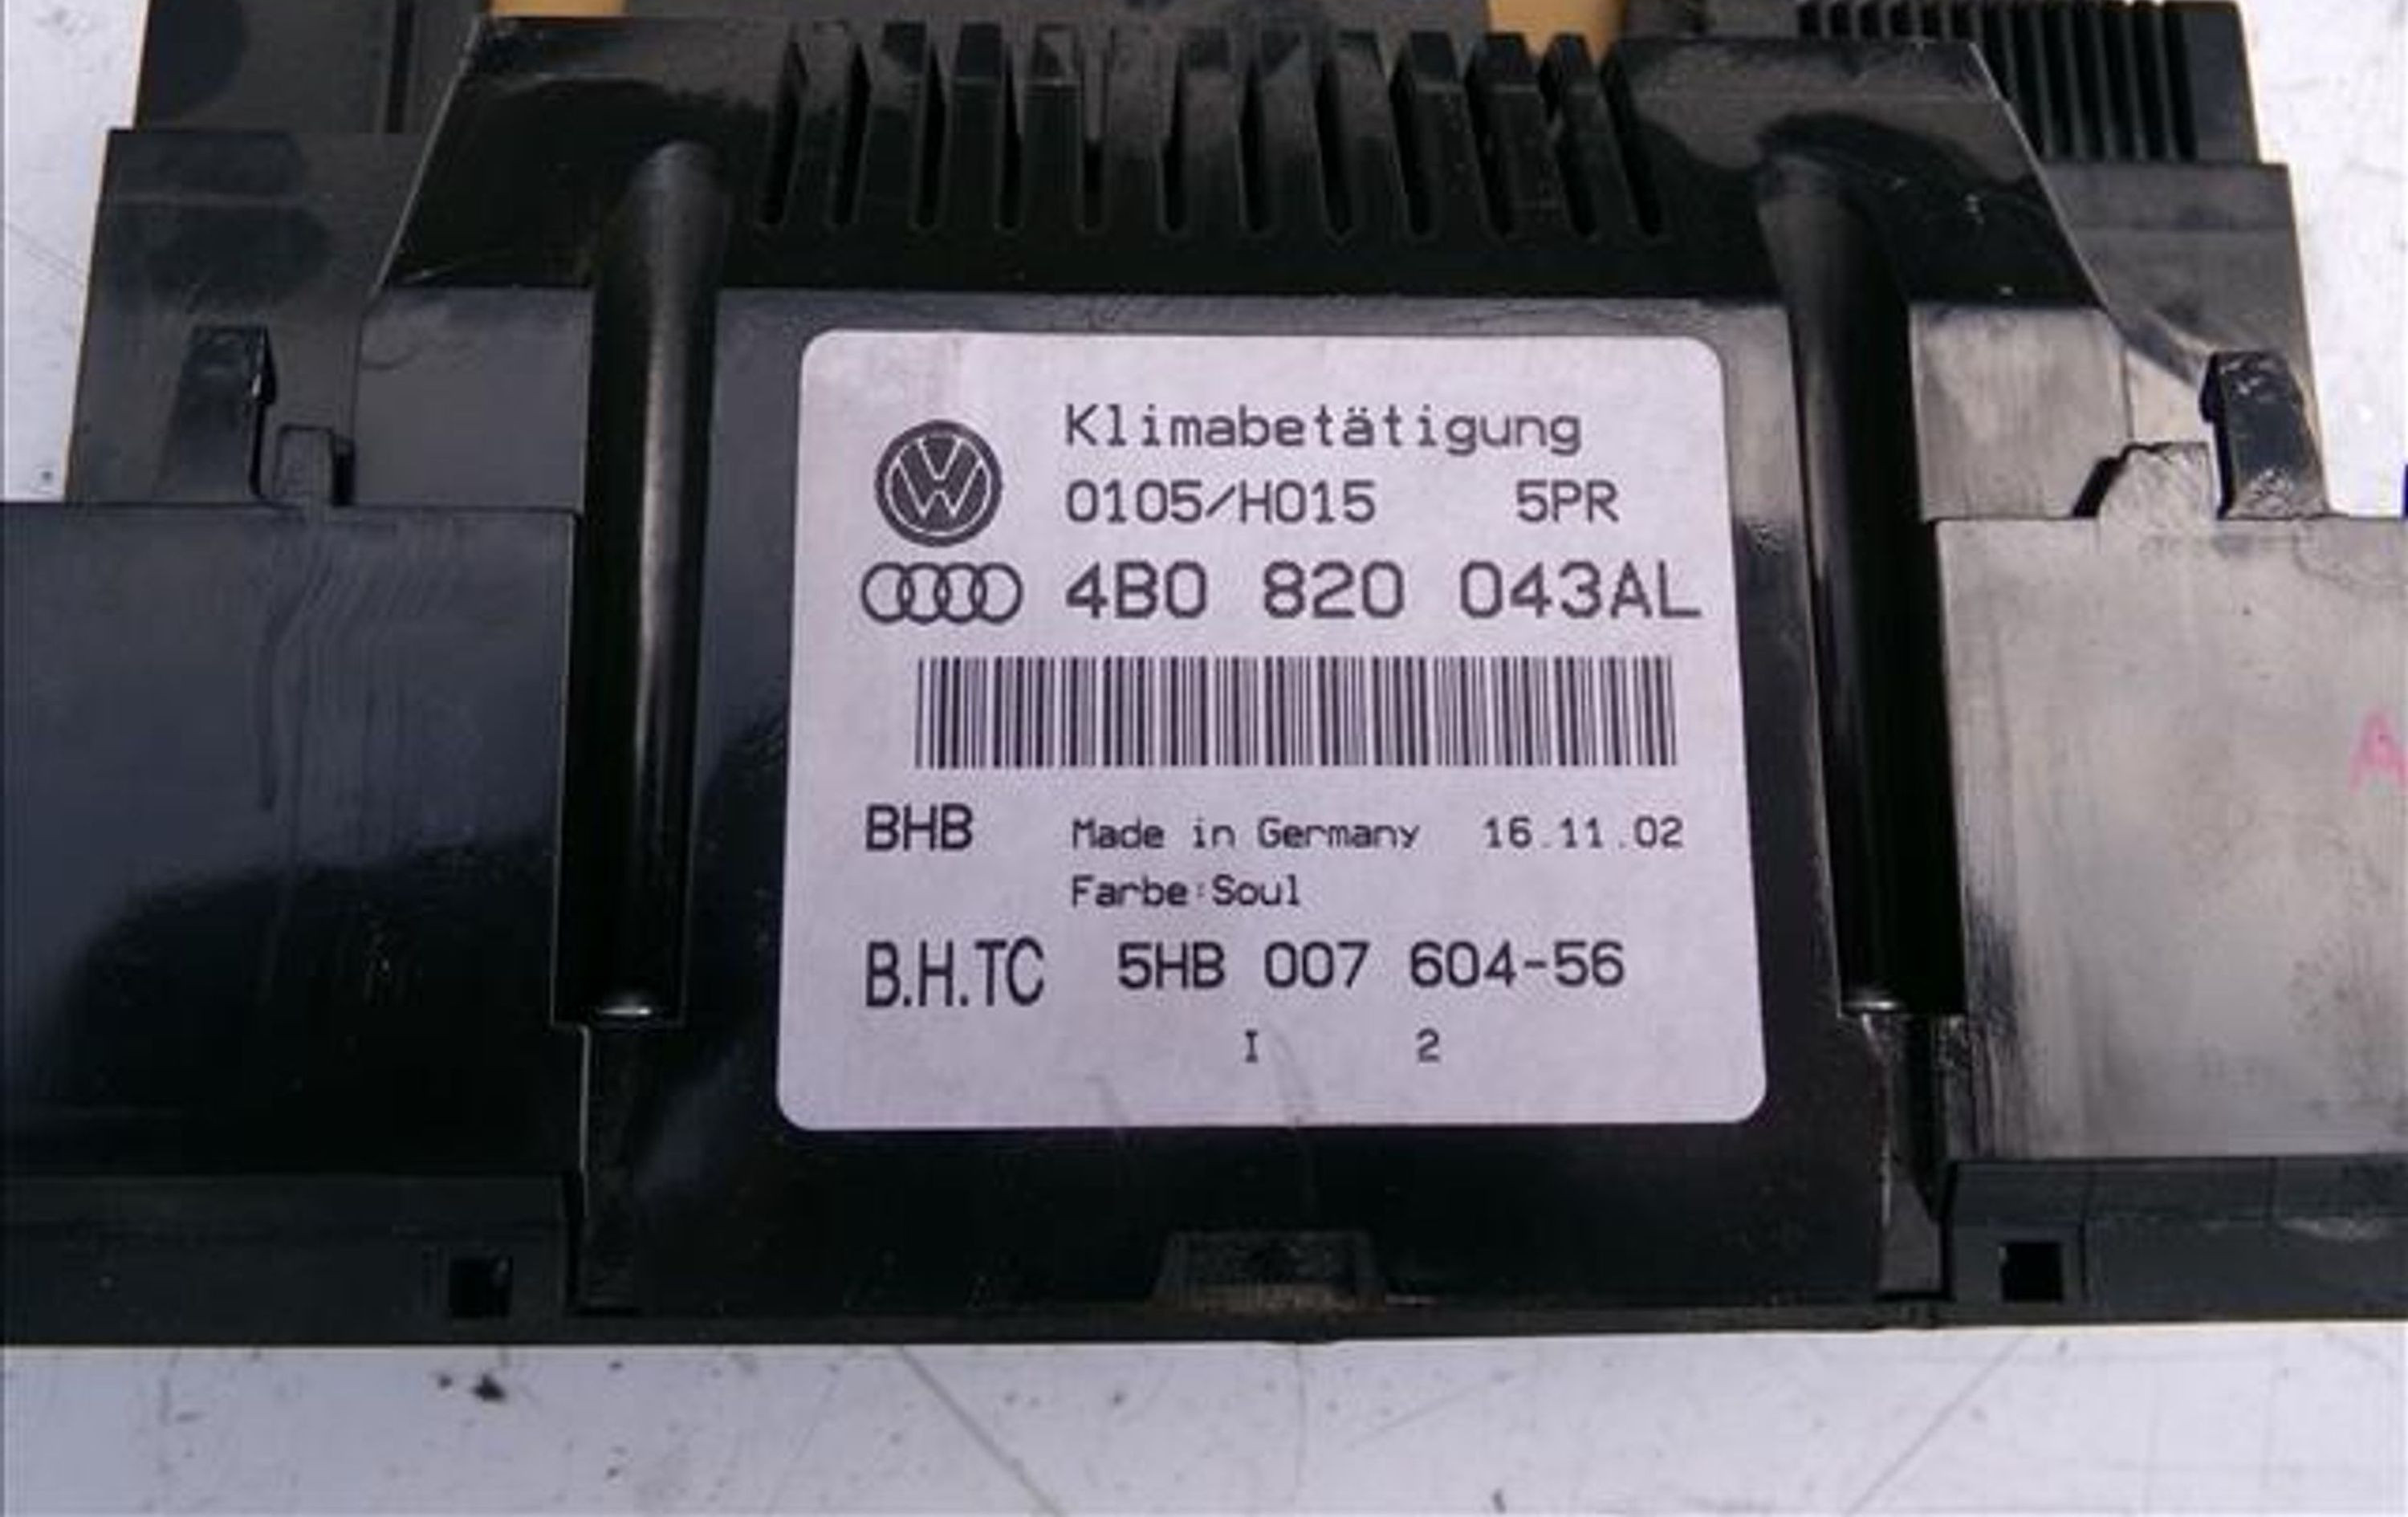 Klimabetätigung
0105/H015 5PR
4B0 820 043AL
BHB Made in Germany 16.11.02
Farbe:Soul
B.H.TC 5HB 007 604-56
I 2
A